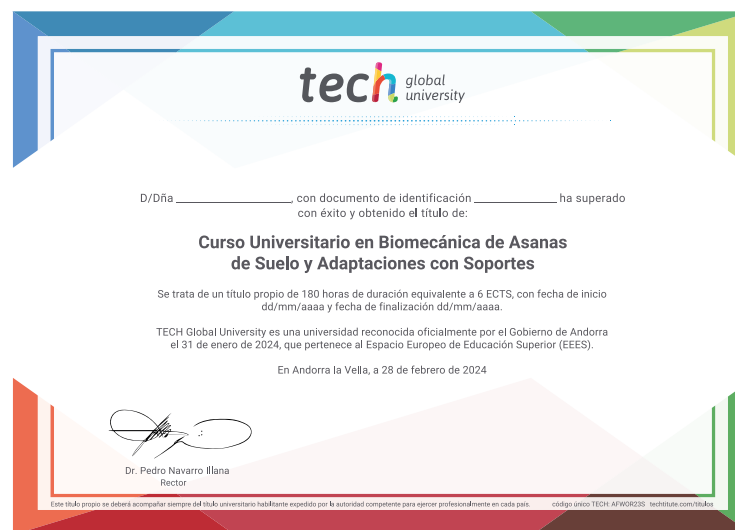 tech global university
D/Dña ______________, con documento de identificación ______________ ha superado
con éxito y obtenido el título de:
Curso Universitario en Biomecánica de Asanas
de Suelo y Adaptaciones con Soportes
Se trata de un título propio de 180 horas de duración equivalente a 6 ECTS, con fecha de inicio
dd/mm/aaaa y fecha de finalización dd/mm/aaaa.
TECH Global University es una universidad reconocida oficialmente por el Gobierno de Andorra
el 31 de enero de 2024, que pertenece al Espacio Europeo de Educación Superior (EEES).
En Andorra la Vella, a 28 de febrero de 2024
Dr. Pedro Navarro Illana
Rector
Este título propio se deberá acompañar siempre del título universitario habilitante expedido por la autoridad competente para ejercer profesionalmente en cada país. código único TECH: AFWOR23S techtitute.com/titulos